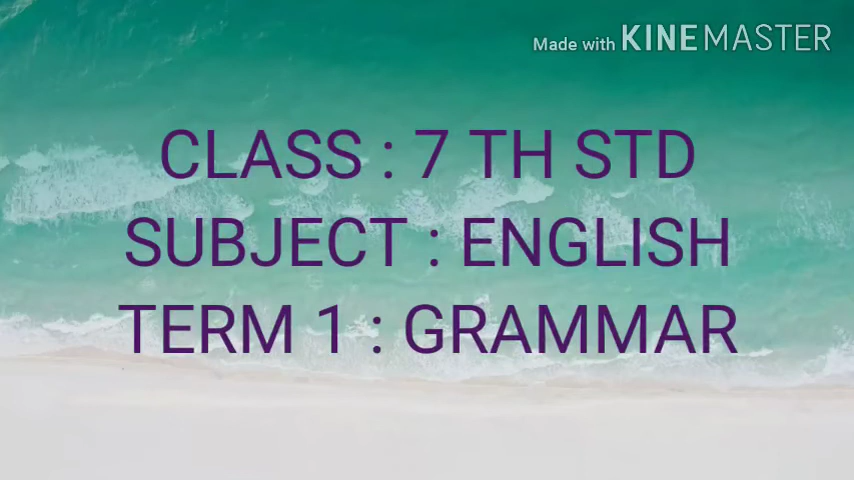 Made with KINEMASTER
CLASS : 7 TH STD
SUBJECT : ENGLISH
TERM 1 : GRAMMAR